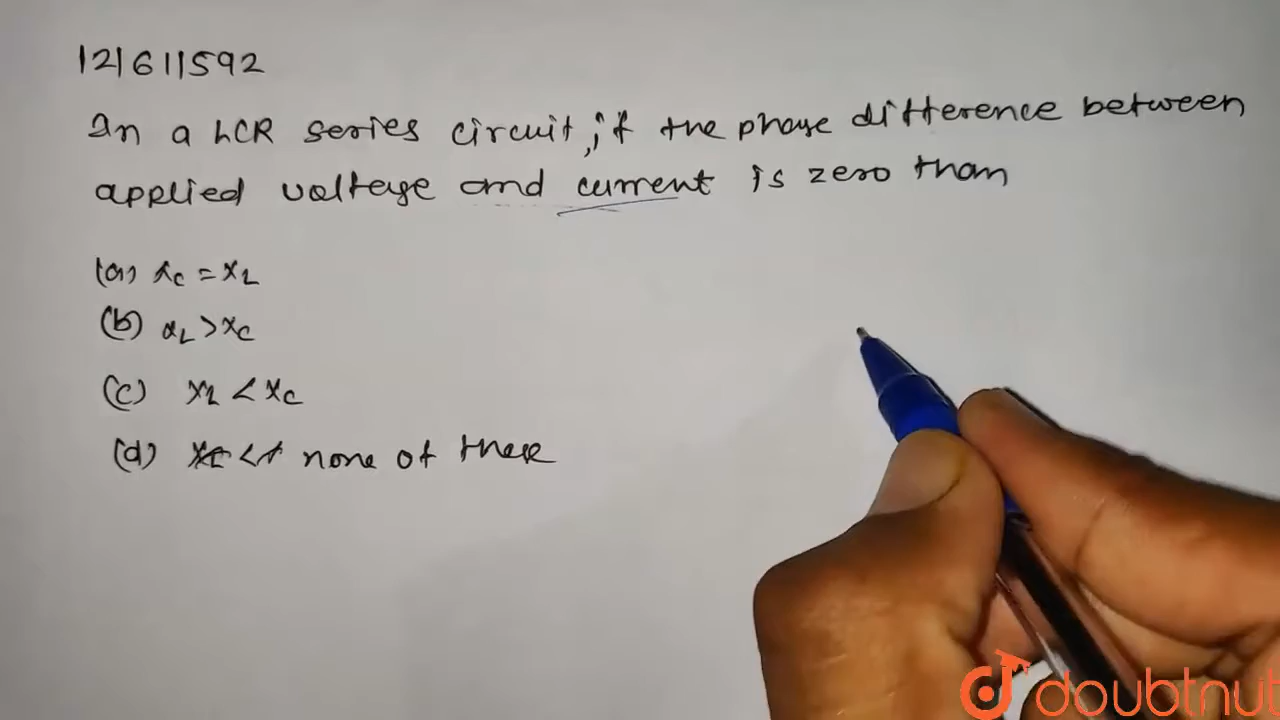 121611592
In a LCR series circuit, if the phase difference between
applied voltage and current is zero than
(a) xc = xL
(b) xL > xc
(c) xL < xc
(d) none of these
doubtnut